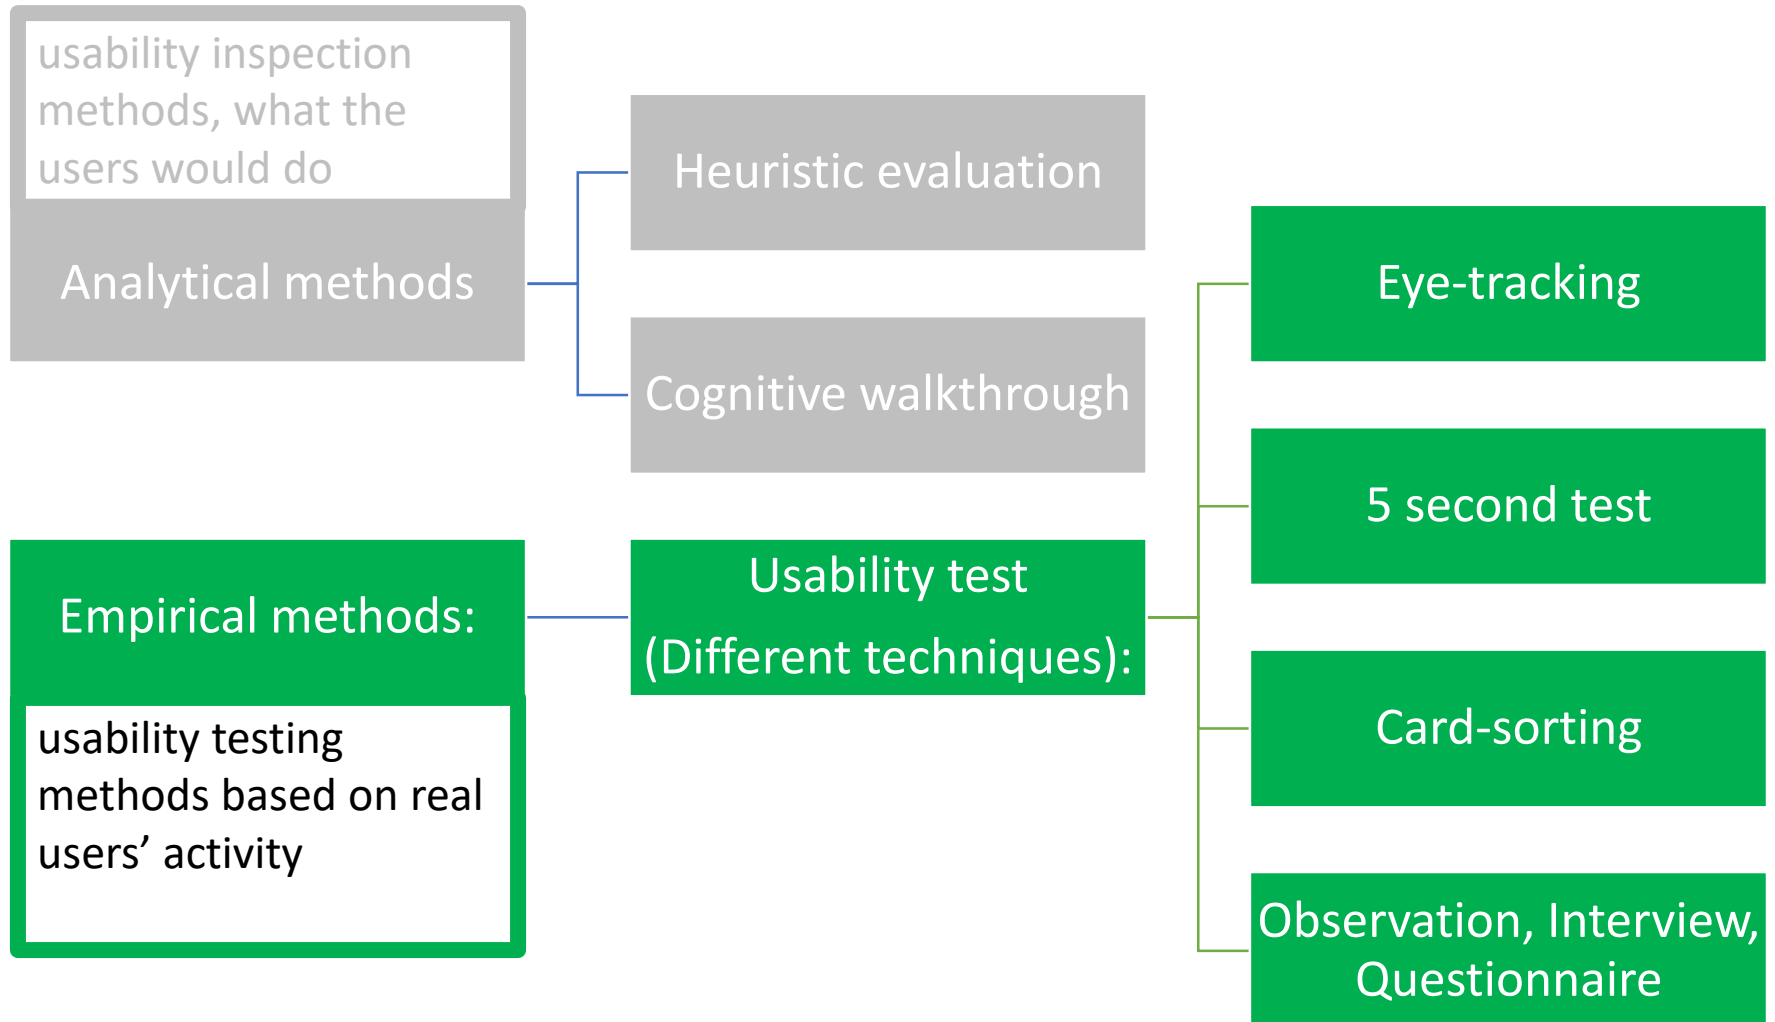 usability inspection
methods, what the
users would do
Analytical methods
Heuristic evaluation
Cognitive walkthrough
Empirical methods:
usability testing
methods based on real
users’ activity
Usability test
(Different techniques):
Eye-tracking
5 second test
Card-sorting
Observation, Interview,
Questionnaire